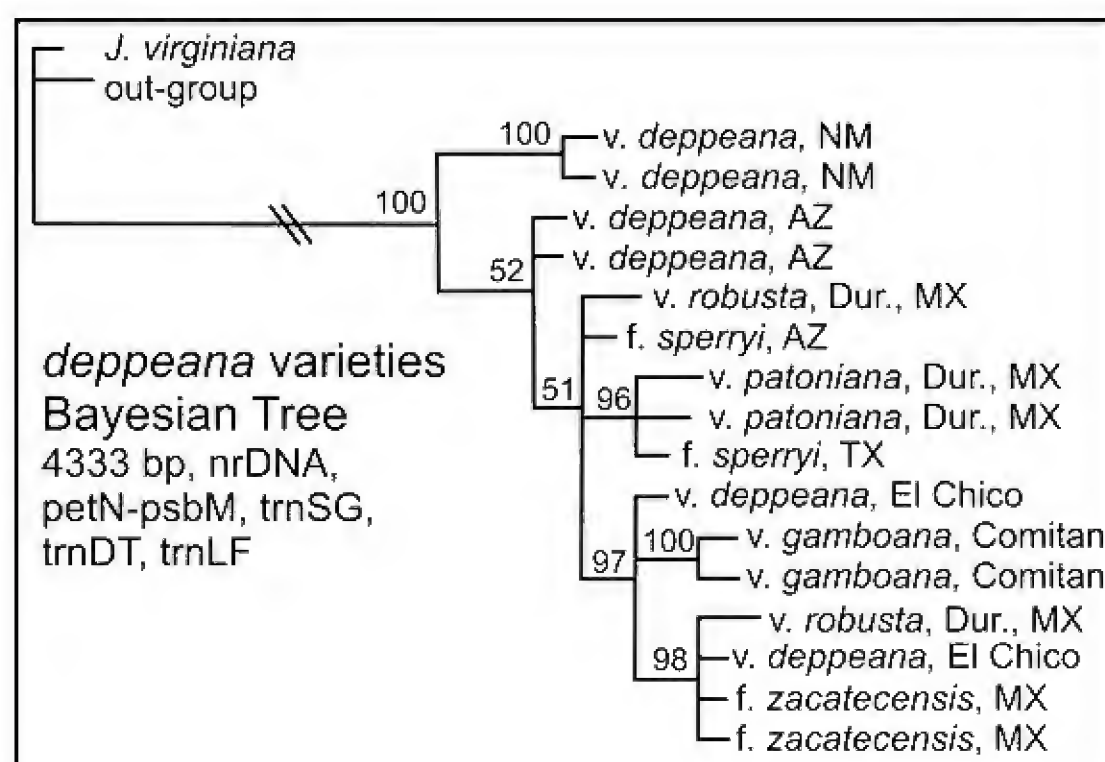 J. virginiana
out-group
100
v. deppeana, NM
v. deppeana, NM
100
v. deppeana, AZ
52
v. deppeana, AZ
v. robusta, Dur., MX
f. sperryi, AZ
deppeana varieties
Bayesian Tree
4333 bp, nrDNA,
petN-psbM, trnSG,
trnDT, trnLF
51
96
v. patoniana, Dur., MX
v. patoniana, Dur., MX
f. sperryi, TX
v. deppeana, El Chico
97
100
v. gamboana, Comitan
v. gamboana, Comitan
v. robusta, Dur., MX
98
v. deppeana, El Chico
f. zacatecensis, MX
f. zacatecensis, MX